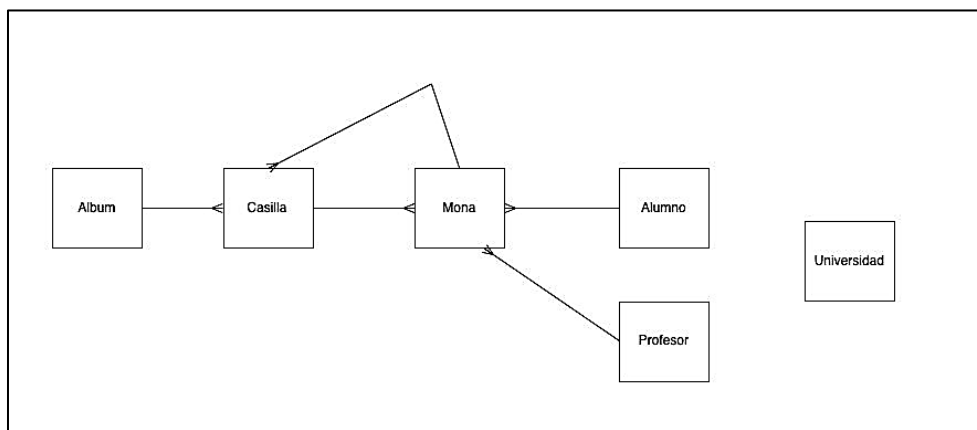 Album
Casilla
Mona
Alumno
Universidad
Profesor